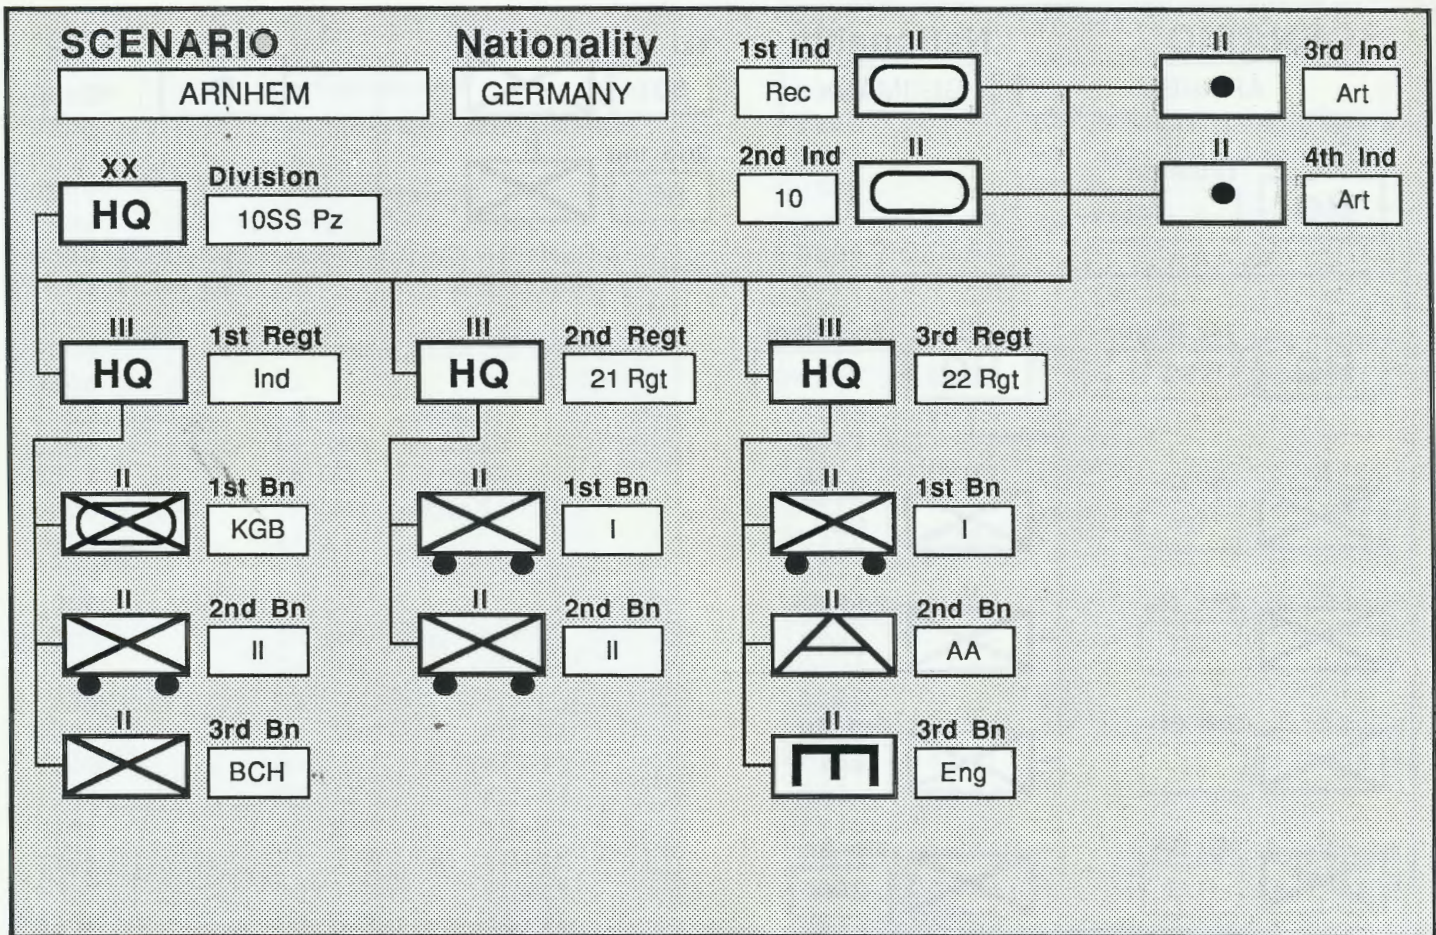 SCENARIO
ARNHEM
Nationality
GERMANY
1st Ind
Rec
II
II
3rd Ind
Art
2nd Ind
10
II
II
4th Ind
Art
XX
HQ
Division
10SS Pz
III
HQ
1st Regt
Ind
III
HQ
2nd Regt
21 Rgt
III
HQ
3rd Regt
22 Rgt
II
1st Bn
KGB
II
1st Bn
I
II
1st Bn
I
II
2nd Bn
II
II
2nd Bn
II
II
2nd Bn
AA
II
3rd Bn
BCH
II
3rd Bn
Eng